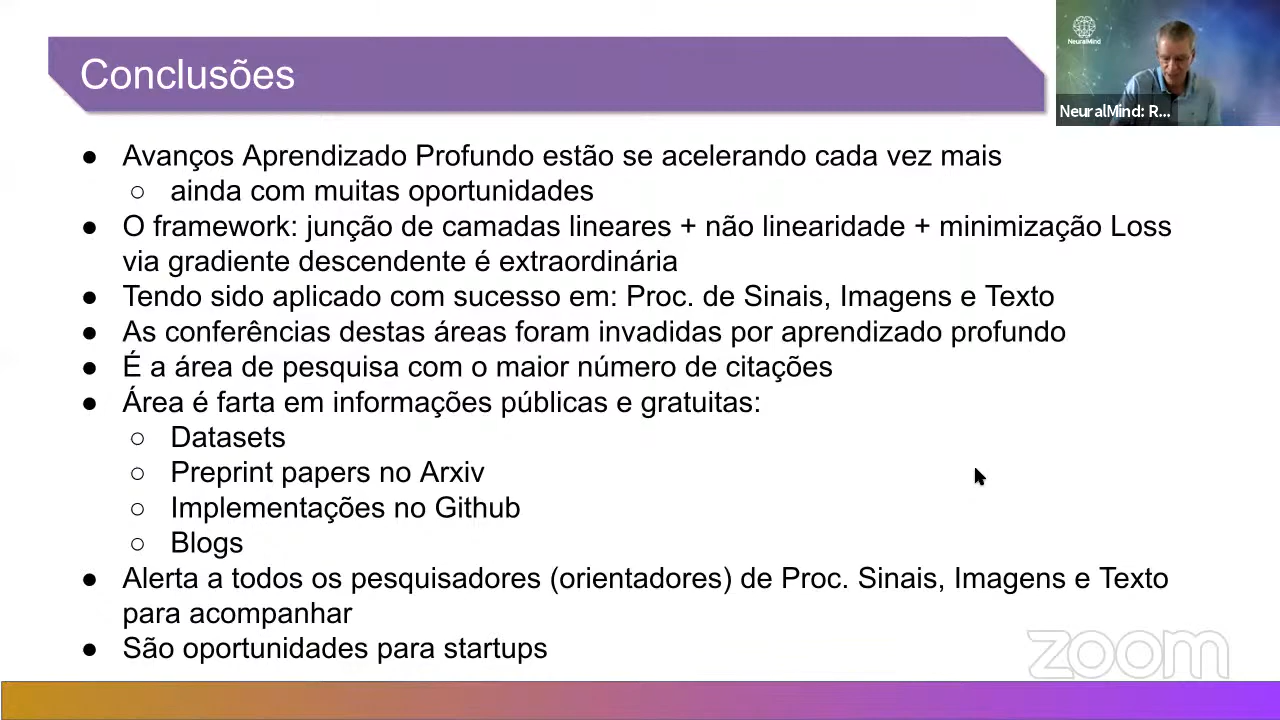 Conclusões
NeuralMind
NeuralMind: R...
● Avanços Aprendizado Profundo estão se acelerando cada vez mais
○ ainda com muitas oportunidades
● O framework: junção de camadas lineares + não linearidade + minimização Loss
via gradiente descendente é extraordinária
● Tendo sido aplicado com sucesso em: Proc. de Sinais, Imagens e Texto
● As conferências destas áreas foram invadidas por aprendizado profundo
● É a área de pesquisa com o maior número de citações
● Área é farta em informações públicas e gratuitas:
○ Datasets
○ Preprint papers no Arxiv
○ Implementações no Github
○ Blogs
● Alerta a todos os pesquisadores (orientadores) de Proc. Sinais, Imagens e Texto
para acompanhar
● São oportunidades para startups
zoom